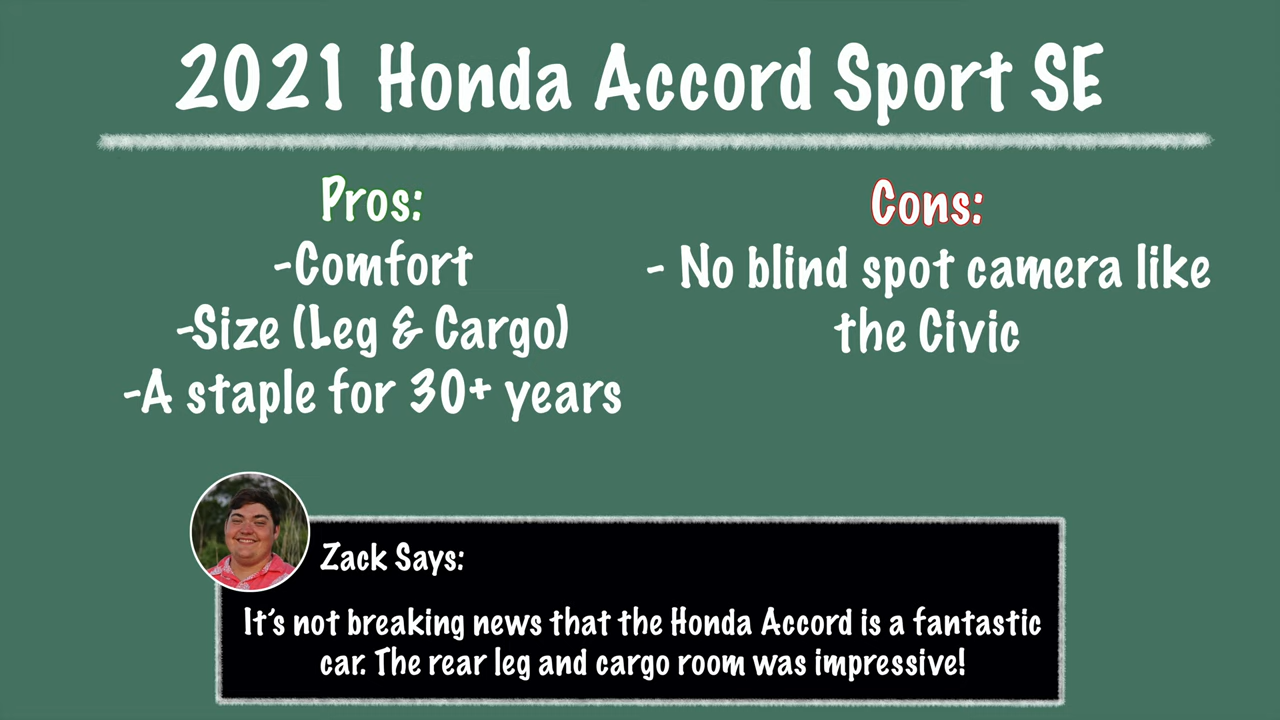 2021 Honda Accord Sport SE
Pros:
-Comfort
-Size (Leg & Cargo)
-A staple for 30+ years
Cons:
- No blind spot camera like
the Civic
Zack Says:
It's not breaking news that the Honda Accord is a fantastic
car. The rear leg and cargo room was impressive!